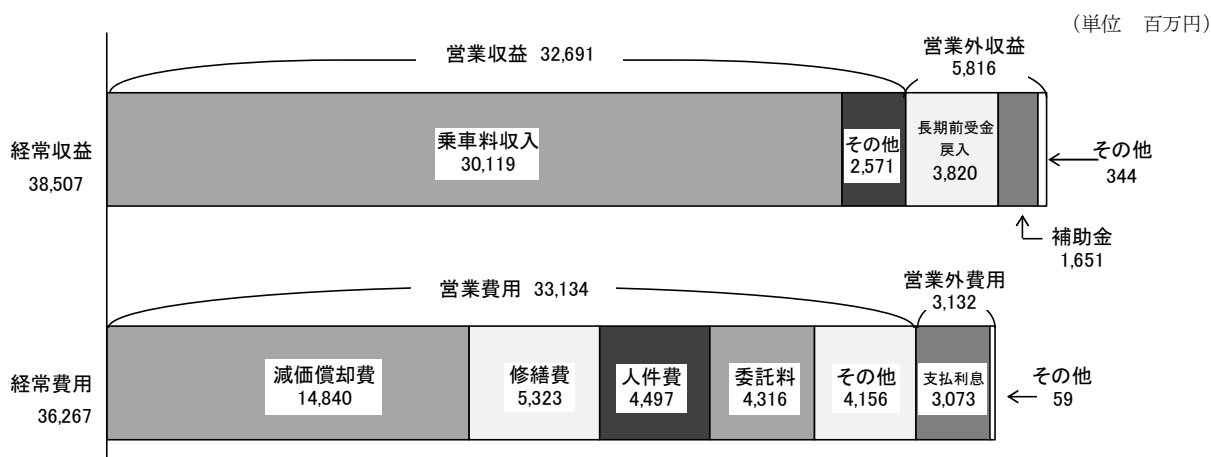 （単位　百万円）
営業収益 32,691
営業外収益
5,816
経常収益
38,507
乗車料収入
30,119
その他
2,571
長期前受金
戻入
3,820
その他
344
補助金
1,651
営業費用 33,134
営業外費用
3,132
経常費用
36,267
減価償却費
14,840
修繕費
5,323
人件費
4,497
委託料
4,316
その他
4,156
支払利息
3,073
その他
59